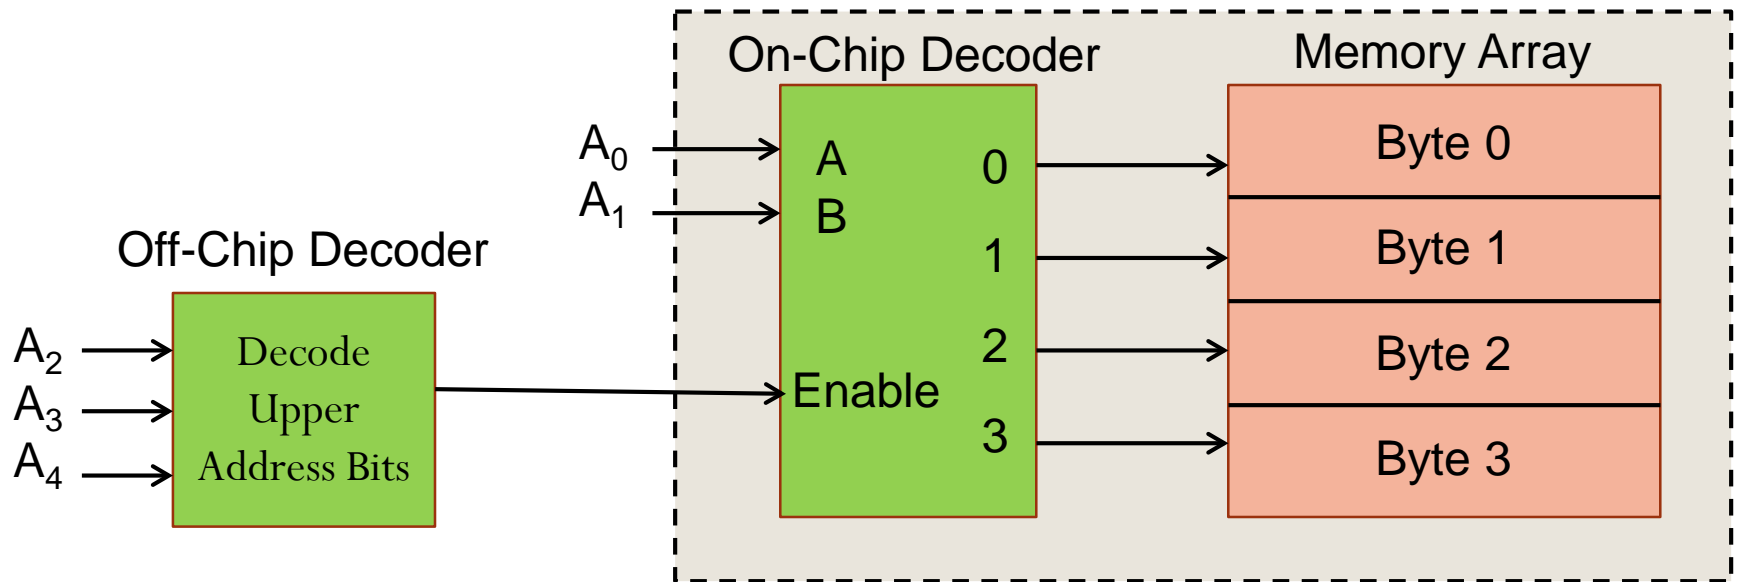 On-Chip Decoder
Memory Array
A₀
A₁
A
B
0
1
2
3
Enable
Byte 0
Byte 1
Byte 2
Byte 3
Off-Chip Decoder
A₂
A₃
A₄
Decode
Upper
Address Bits